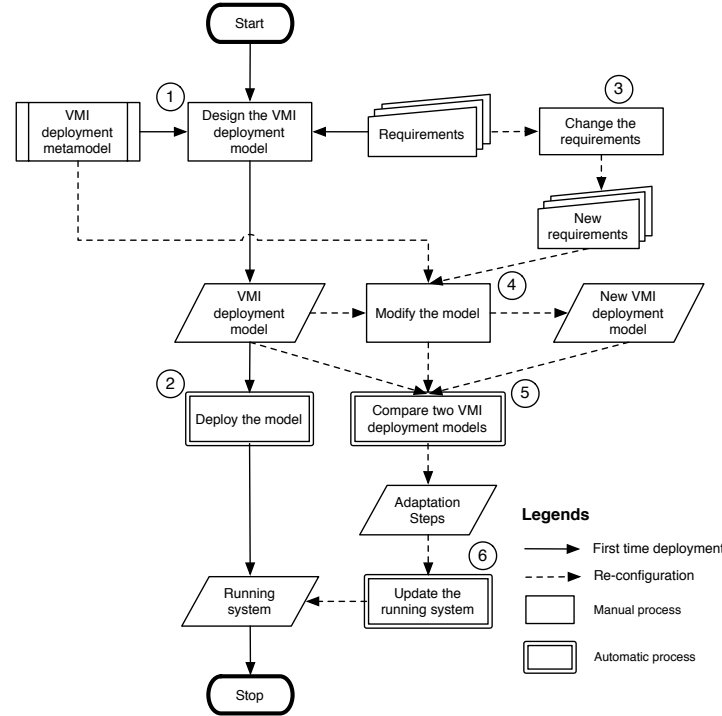 Start
1
3
VMI
deployment
metamodel
Design the VMI
deployment
model
Requirements
Change the
requirements
New
requirements
4
VMI
deployment
model
Modify the model
New VMI
deployment
model
2
5
Deploy the model
Compare two VMI
deployment models
Adaptation
Steps
Legends
6
First time deployment
Running
system
Update the
running system
Re-configuration
Manual process
Automatic process
Stop